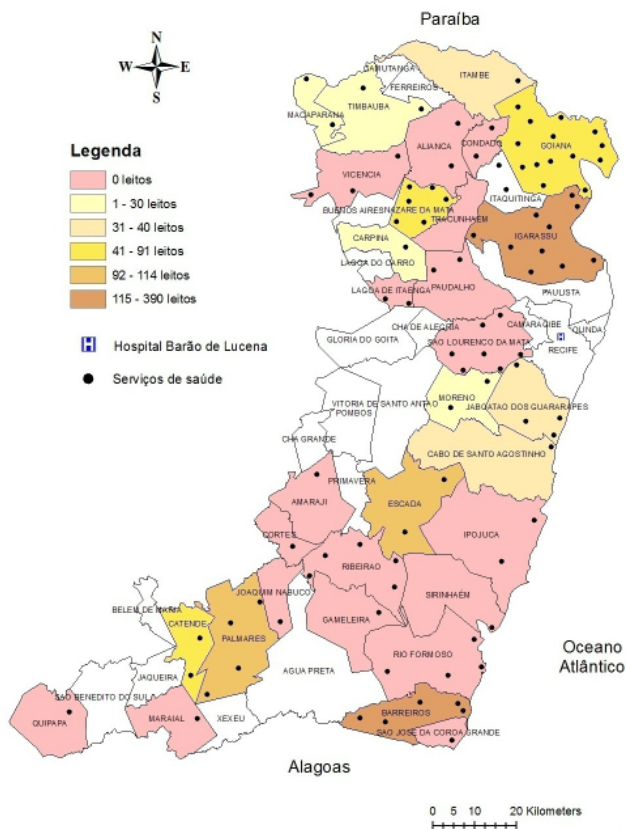 Paraíba
N
W E
S
CAMUTANGA
FERREIROS
ITAMBE
MACAPARANA
TIMBAUBA
ALIANCA
CONDADO
GOIANA
Legenda
0 leitos
1 - 30 leitos
31 - 40 leitos
41 - 91 leitos
92 - 114 leitos
115 - 390 leitos
Hospital Barão de Lucena
Serviços de saúde
VICENCIA
ITAQUITINGA
BUENOS AIRES
NAZARE DA MATA
TRACUNHAÉM
IGARASSU
CARPINA
LAGOA DO CARRO
LAGOA DE ITAENGA
PAUDALHO
PAULISTA
CHA DE ALEGRIA
CAMARAGIBE
OLINDA
GLORIA DO GOITA
SAO LOURENCO DA MATA
RECIFE
MORENO
JABOATAO DOS GUARARAPES
VITORIA DE SANTO ANTAO
POMBOS
CHA GRANDE
CABO DE SANTO AGOSTINHO
PRIMAVERA
AMARAJI
ESCADA
CORTES
IPOJUCA
RIBEIRAO
JOAQUIM NABUCO
SIRINHAÉM
BELEM DE MARIA
CATENDE
PALMARES
GAMELEIRA
RIO FORMOSO
Oceano
Atlântico
JAQUEIRA
AGUA PRETA
SAO BENEDITO DO SUL
QUIPAPA
MARAIAL
XEXEU
BARREIROS
SAO JOSE DA COROA GRANDE
Alagoas
0 5 10 20 Kilometers